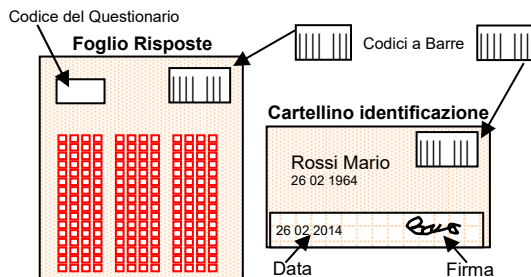 Codice del Questionario
Foglio Risposte
Codici a Barre
Cartellino identificazione
Rossi Mario
26 02 1964
26 02 2014
Data
Firma